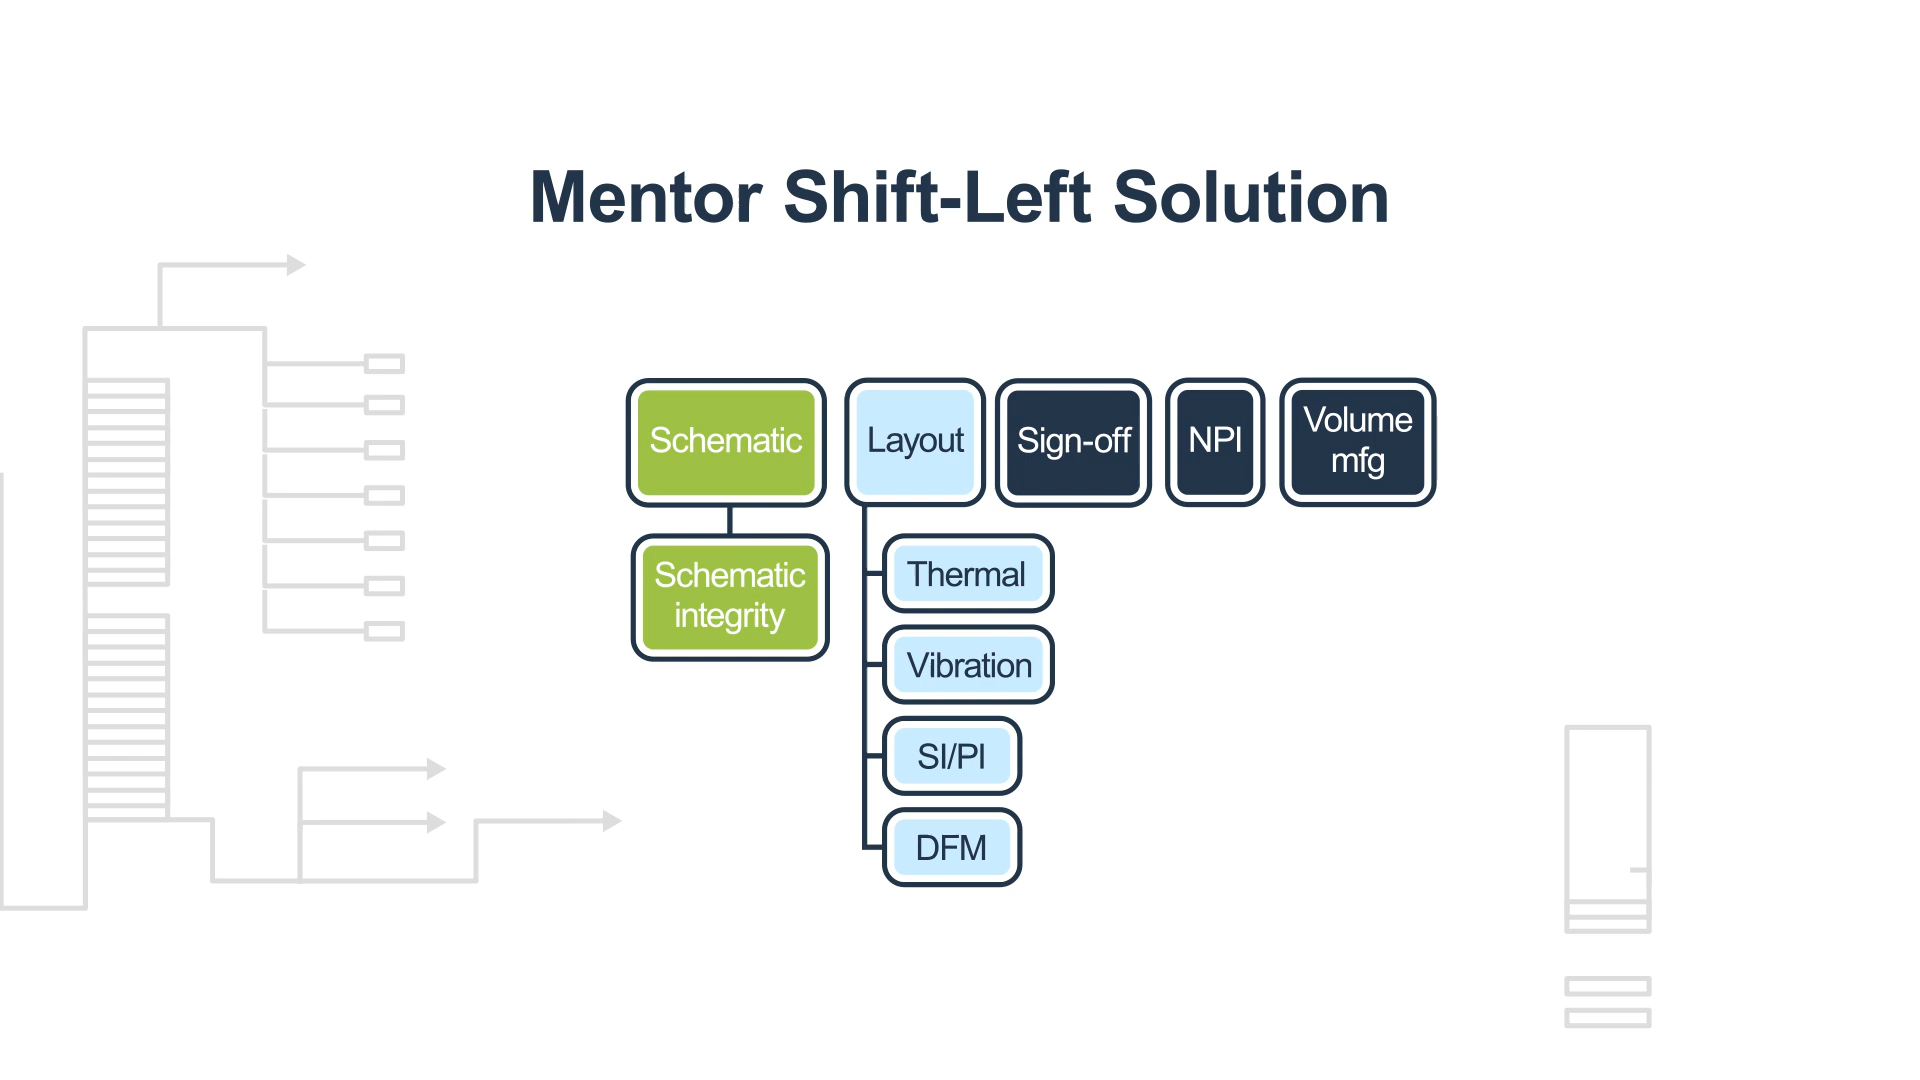 Mentor Shift-Left Solution
Schematic
Layout
Sign-off
NPI
Volume
mfg
Schematic
integrity
Thermal
Vibration
SI/PI
DFM